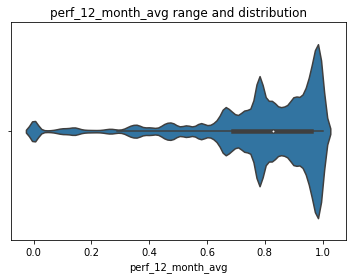 perf_12_month_avg range and distribution
0.0 0.2 0.4 0.6 0.8 1.0
perf_12_month_avg